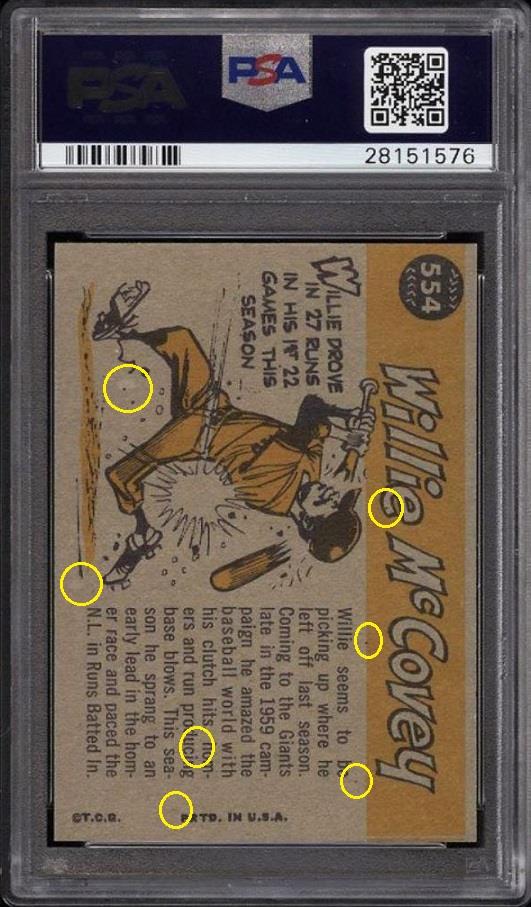 PSA
PSA
28151576
554
Willie McCovey
WILLIE DROVE
IN 27 RUNS
IN HIS 1ST 22
GAMES THIS
SEASON
Willie seems to be
picking up where he
left off last season.
Coming to the Giants
late in the 1959 cam-
paign he amazed the
baseball world with
his clutch hits, hom-
ers and run producing
base blows. This sea-
son he sprang to an
early lead in the hom-
er race and paced the
N.L. in Runs Batted In.
©T.C.G.
PRTD. IN U.S.A.